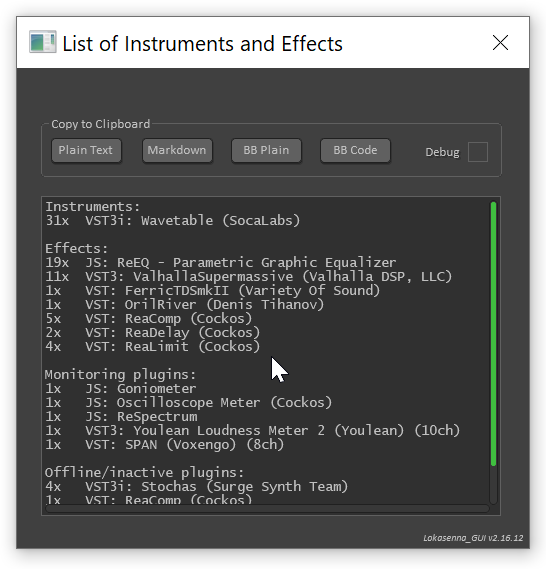 List of Instruments and Effects
Copy to Clipboard
Plain Text Markdown BB Plain BB Code Debug
Instruments:
31x VST3i: Wavetable (SocaLabs)
Effects:
19x JS: ReEQ - Parametric Graphic Equalizer
11x VST3: ValhallaSupermassive (Valhalla DSP, LLC)
1x VST: FerricTDSmkII (Variety Of Sound)
1x VST: OrilRiver (Denis Tihanov)
5x VST: ReaComp (Cockos)
2x VST: ReaDelay (Cockos)
4x VST: ReaLimit (Cockos)
Monitoring plugins:
1x JS: Goniometer
1x JS: Oscilloscope Meter (Cockos)
1x JS: ReSpectrum
1x VST3: Youlean Loudness Meter 2 (Youlean) (10ch)
1x VST: SPAN (Voxengo) (8ch)
Offline/inactive plugins:
4x VST3i: Stochas (Surge Synth Team)
1x VST: ReaComp (Cockos)
Lokasenna_GUI v2.16.12